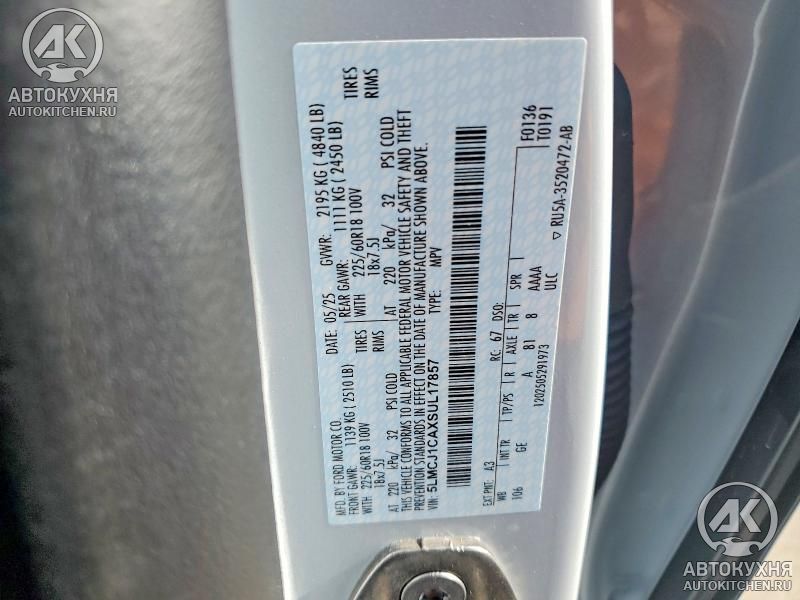 AK
АВТОКУХНЯ
AUTOKITCHEN.RU
MFD. BY FORD MOTOR CO. 05/25 GVWR: 2195 KG ( 4840 LB)
FRONT GAWR: 1139 KG ( 2510 LB) REAR GAWR: 1111 KG ( 2450 LB)
WITH 225/60R18 100V TIRES WITH 225/60R18 100V TIRES
18x7.5J RIMS 18x7.5J RIMS
AT 220 kPa/ 32 PSI COLD AT 220 kPa/ 32 PSI COLD
THIS VEHICLE CONFORMS TO ALL APPLICABLE FEDERAL MOTOR VEHICLE SAFETY AND THEFT
PREVENTION STANDARDS IN EFFECT ON THE DATE OF MANUFACTURE SHOWN ABOVE.
VIN: 5LMCJ1CAXSUL17857 TYPE: MPV
F0136
T0191
EXT PNT: A3 RC: 67 DSO:
WB INT TR TP/PS R AXLE TR SPR
106 GE A B1 8 AAAA
ULC
1202505291973
▽ RU5A-3520472-AB
AK
АВТОКУХНЯ
AUTOKITCHEN.RU